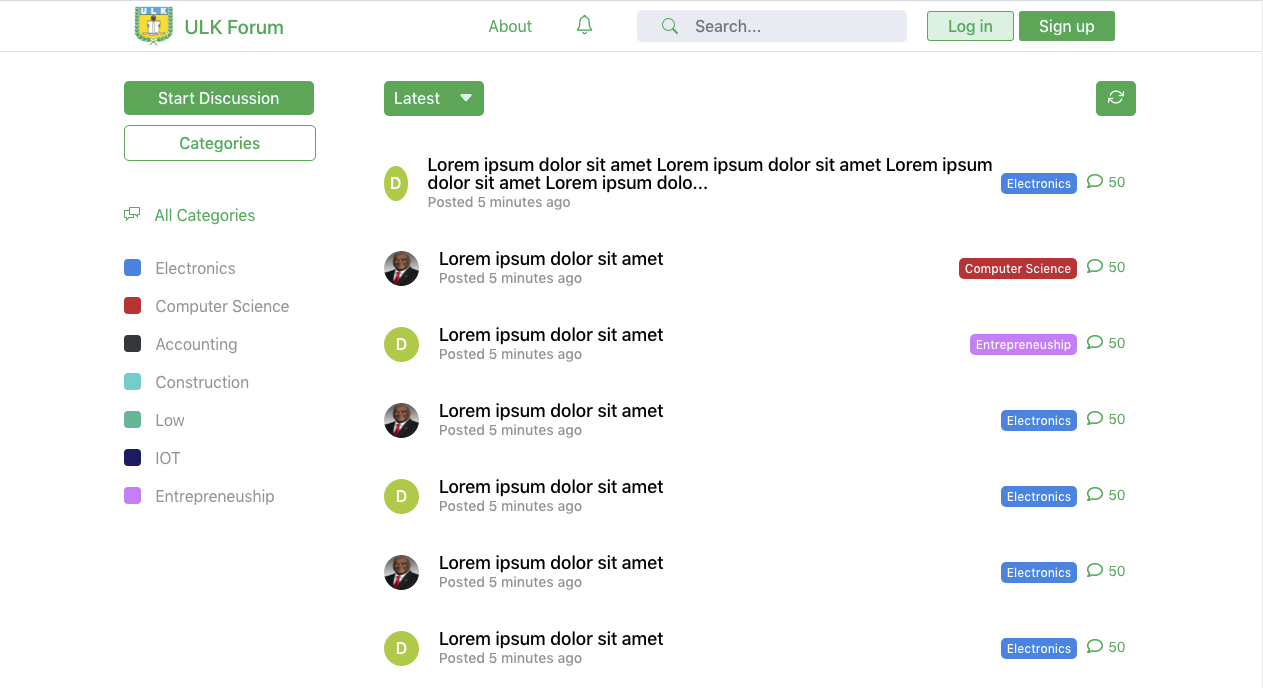 ULK
ULK Forum
About
Search...
Log in
Sign up
Start Discussion
Categories
All Categories
Electronics
Computer Science
Accounting
Construction
Low
IOT
Entrepreneuship
Latest
D
Lorem ipsum dolor sit amet Lorem ipsum dolor sit amet Lorem ipsum
dolor sit amet Lorem ipsum dolo...
Posted 5 minutes ago
Electronics
50
Lorem ipsum dolor sit amet
Posted 5 minutes ago
Computer Science
50
D
Lorem ipsum dolor sit amet
Posted 5 minutes ago
Entrepreneuship
50
Lorem ipsum dolor sit amet
Posted 5 minutes ago
Electronics
50
D
Lorem ipsum dolor sit amet
Posted 5 minutes ago
Electronics
50
Lorem ipsum dolor sit amet
Posted 5 minutes ago
Electronics
50
D
Lorem ipsum dolor sit amet
Posted 5 minutes ago
Electronics
50